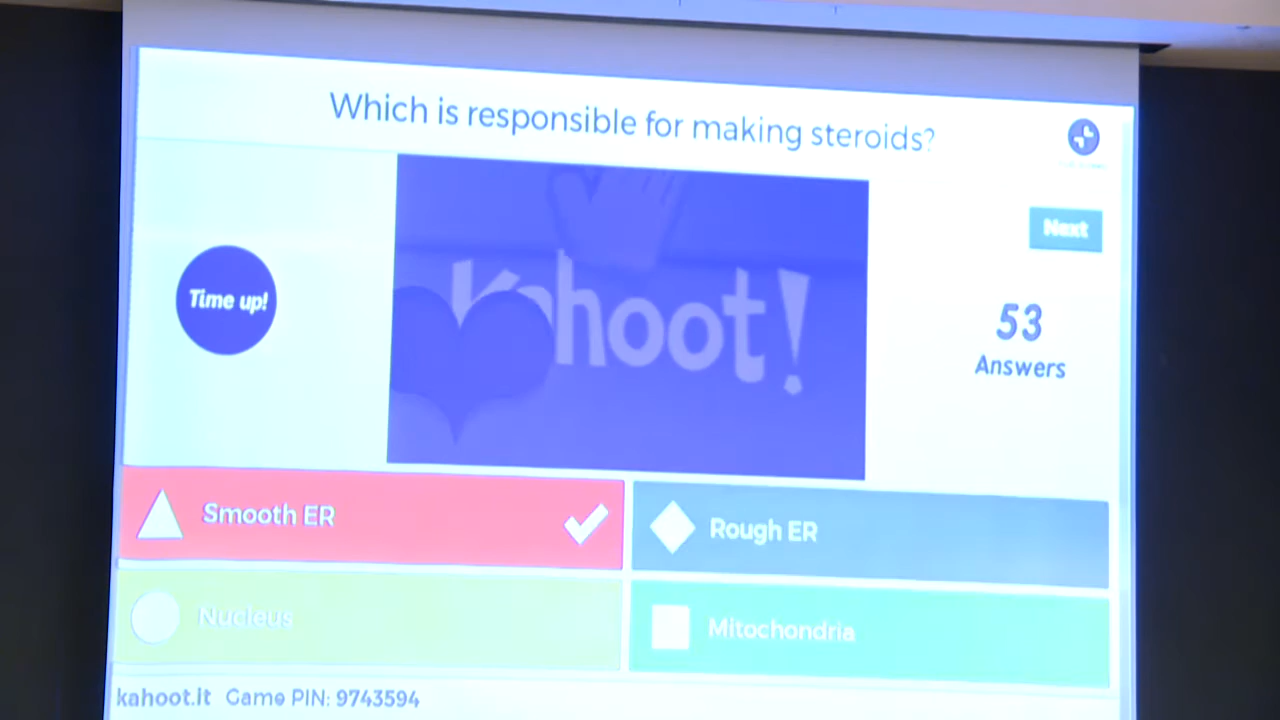 Which is responsible for making steroids?
Next
Time up!
Kahoot!
53
Answers
Smooth ER
Rough ER
Nucleus
Mitochondria
kahoot.it Game PIN: 9743594